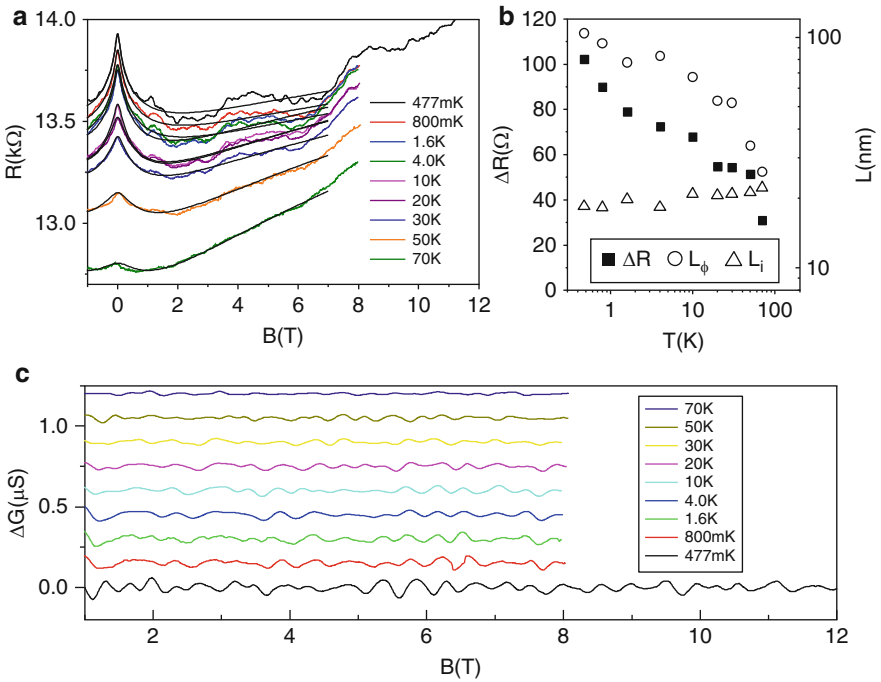 a
14.0
13.5
13.0
R(kΩ)
0
2
4
6
8
10
12
B(T)
477mK
800mK
1.6K
4.0K
10K
20K
30K
50K
70K
b
120
100
80
60
40
20
0
ΔR(Ω)
100
10
L(nm)
ΔR
Lϕ
Li
1
10
100
T(K)
c
1.0
0.5
0.0
ΔG(µS)
70K
50K
30K
20K
10K
4.0K
1.6K
800mK
477mK
2
4
6
8
10
12
B(T)